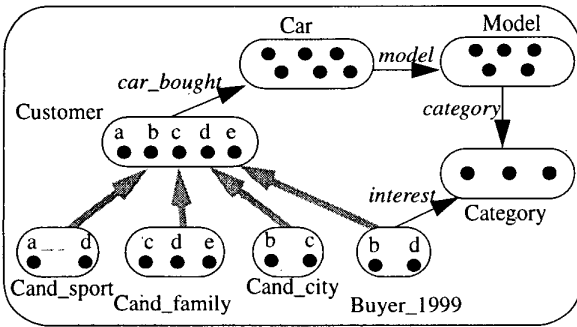 Car
Model
model
car_bought
Customer
category
a b c d e
interest
Category
a d
c d e
b c
b d
Cand_sport
Cand_family
Cand_city
Buyer_1999